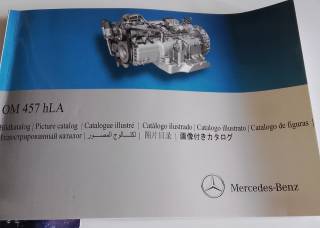 OM 457 hLA
Bildkatalog | Picture catalog | Catalogue illustré | Catálogo ilustrado | Catalogo illustrato | Catalogo de figuras |
Иллюстрированный каталог | الكتالوج المصور | 图片目录 | 画像付きカタログ
Mercedes-Benz